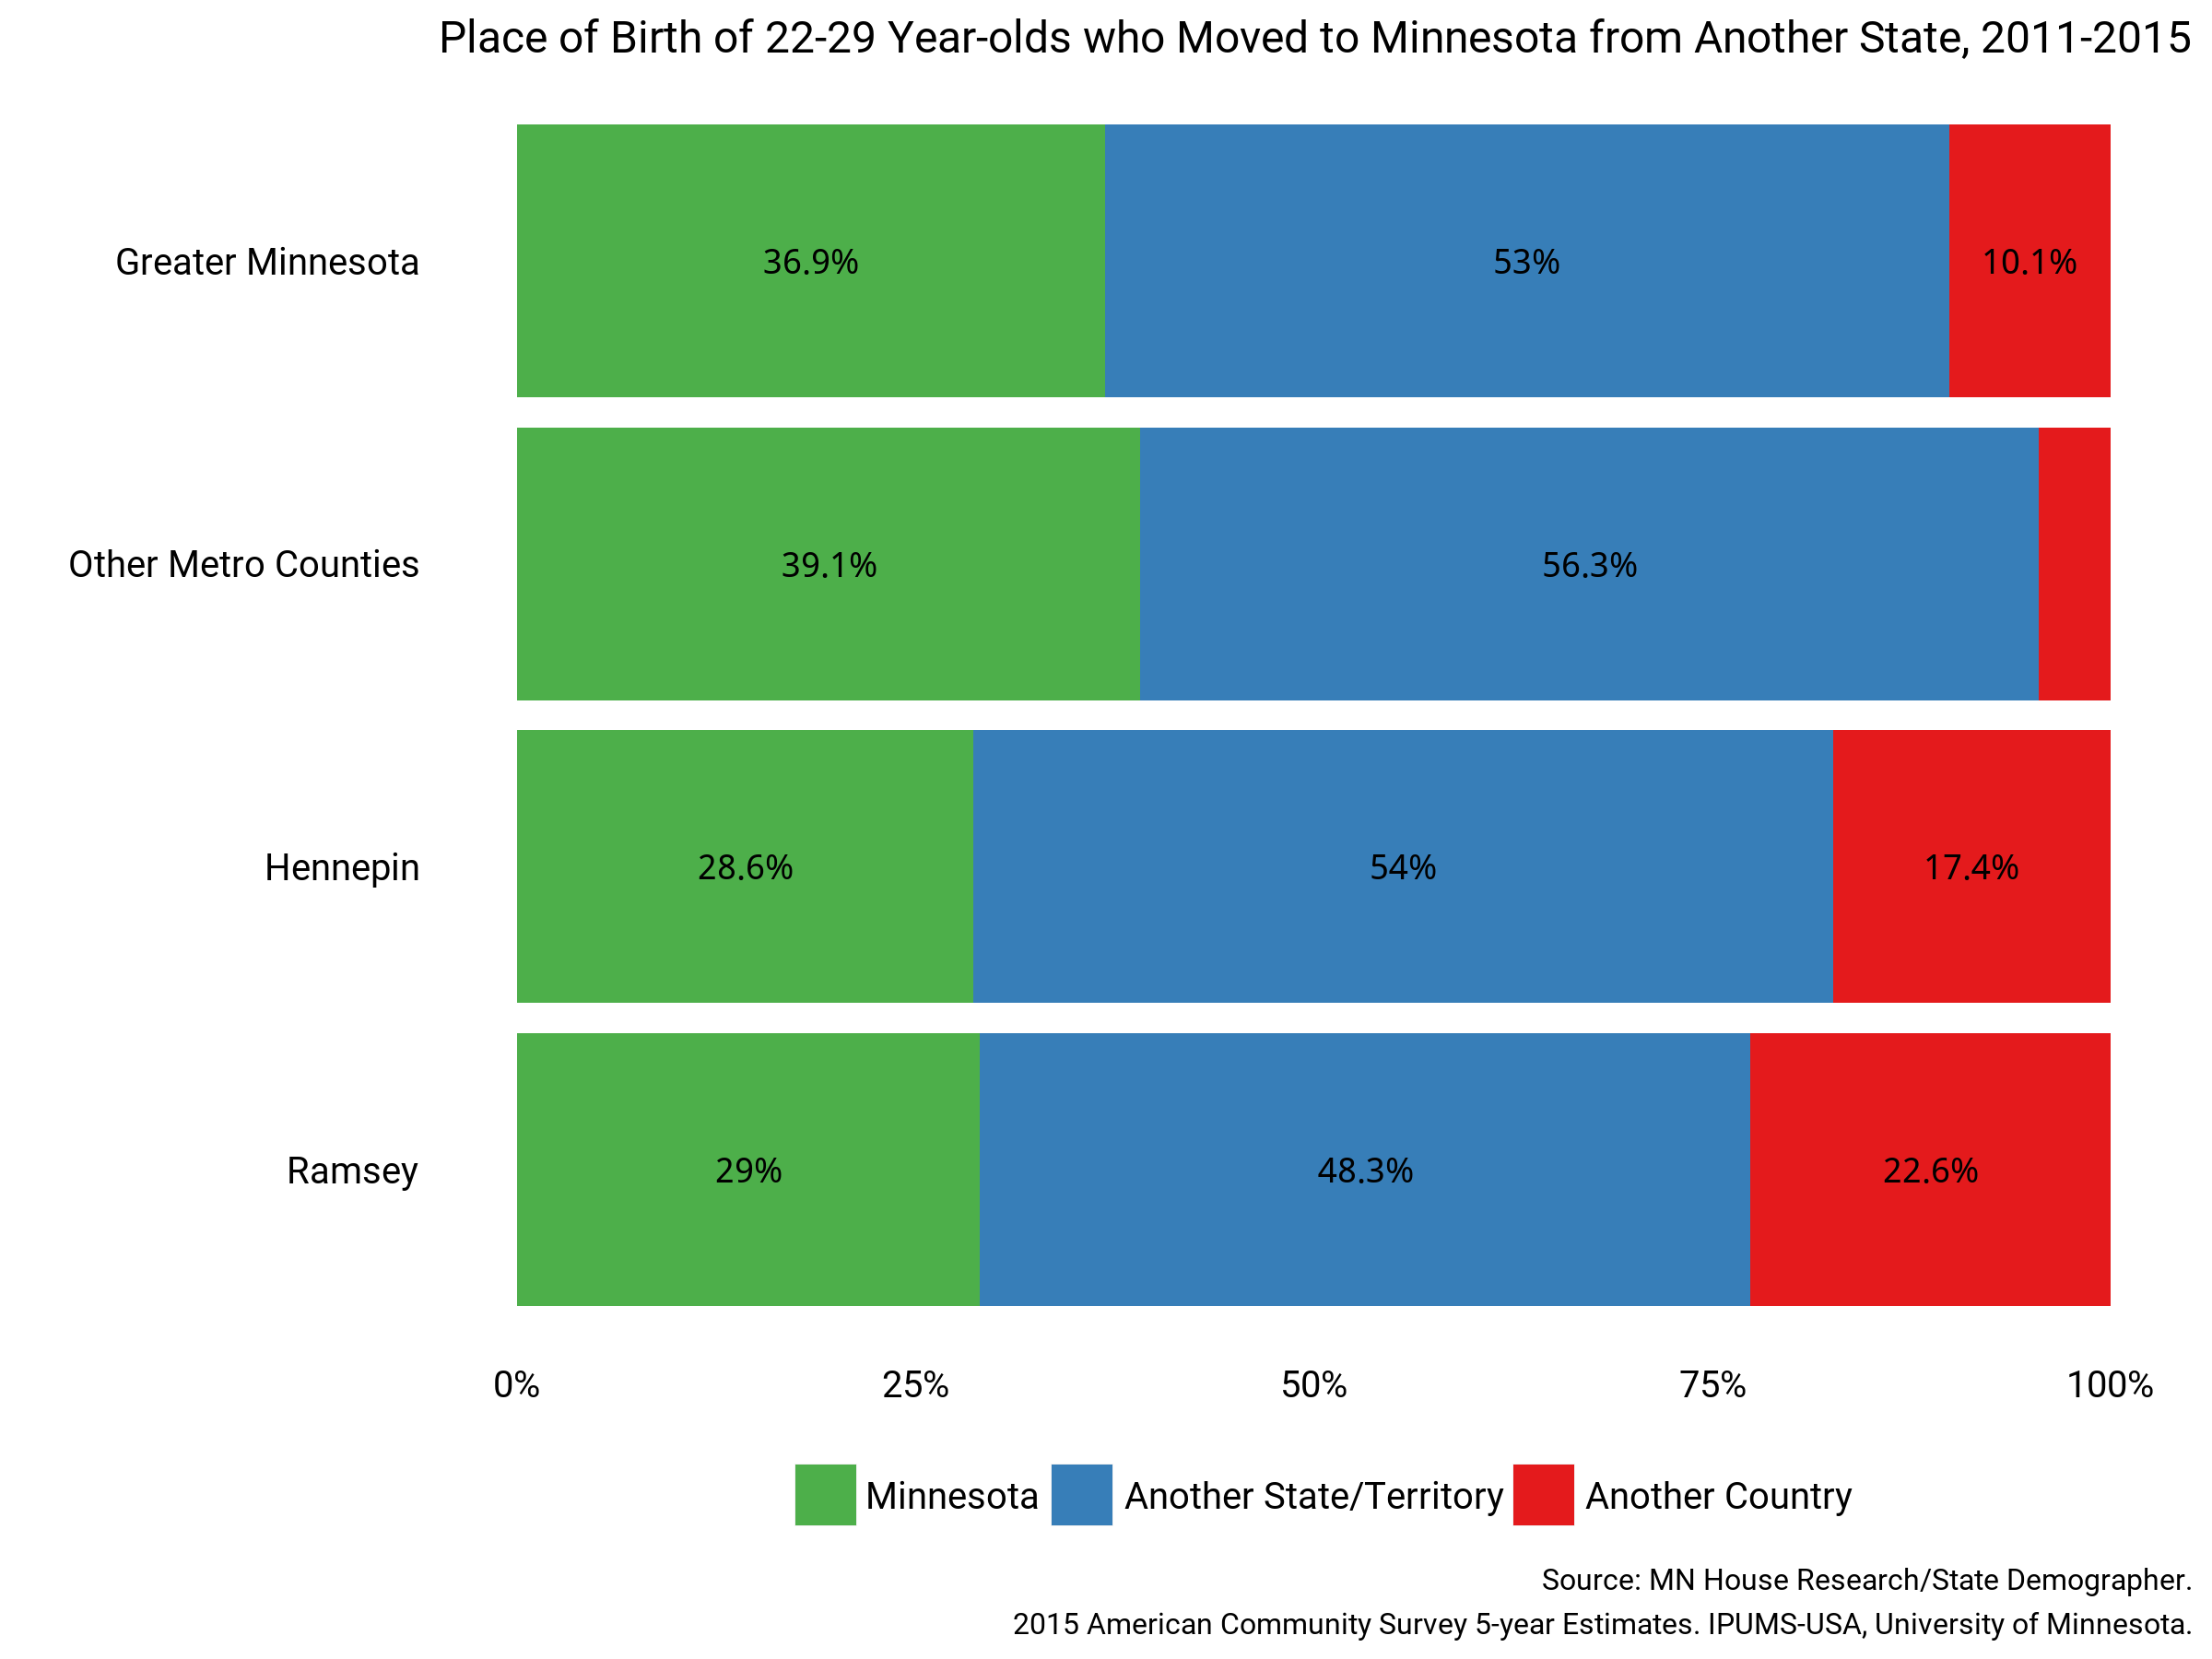 Place of Birth of 22-29 Year-olds who Moved to Minnesota from Another State, 2011-2015
Greater Minnesota 36.9% 53% 10.1%
Other Metro Counties 39.1% 56.3%
Hennepin 28.6% 54% 17.4%
Ramsey 29% 48.3% 22.6%
0% 25% 50% 75% 100%
Minnesota Another State/Territory Another Country
Source: MN House Research/State Demographer.
2015 American Community Survey 5-year Estimates. IPUMS-USA, University of Minnesota.